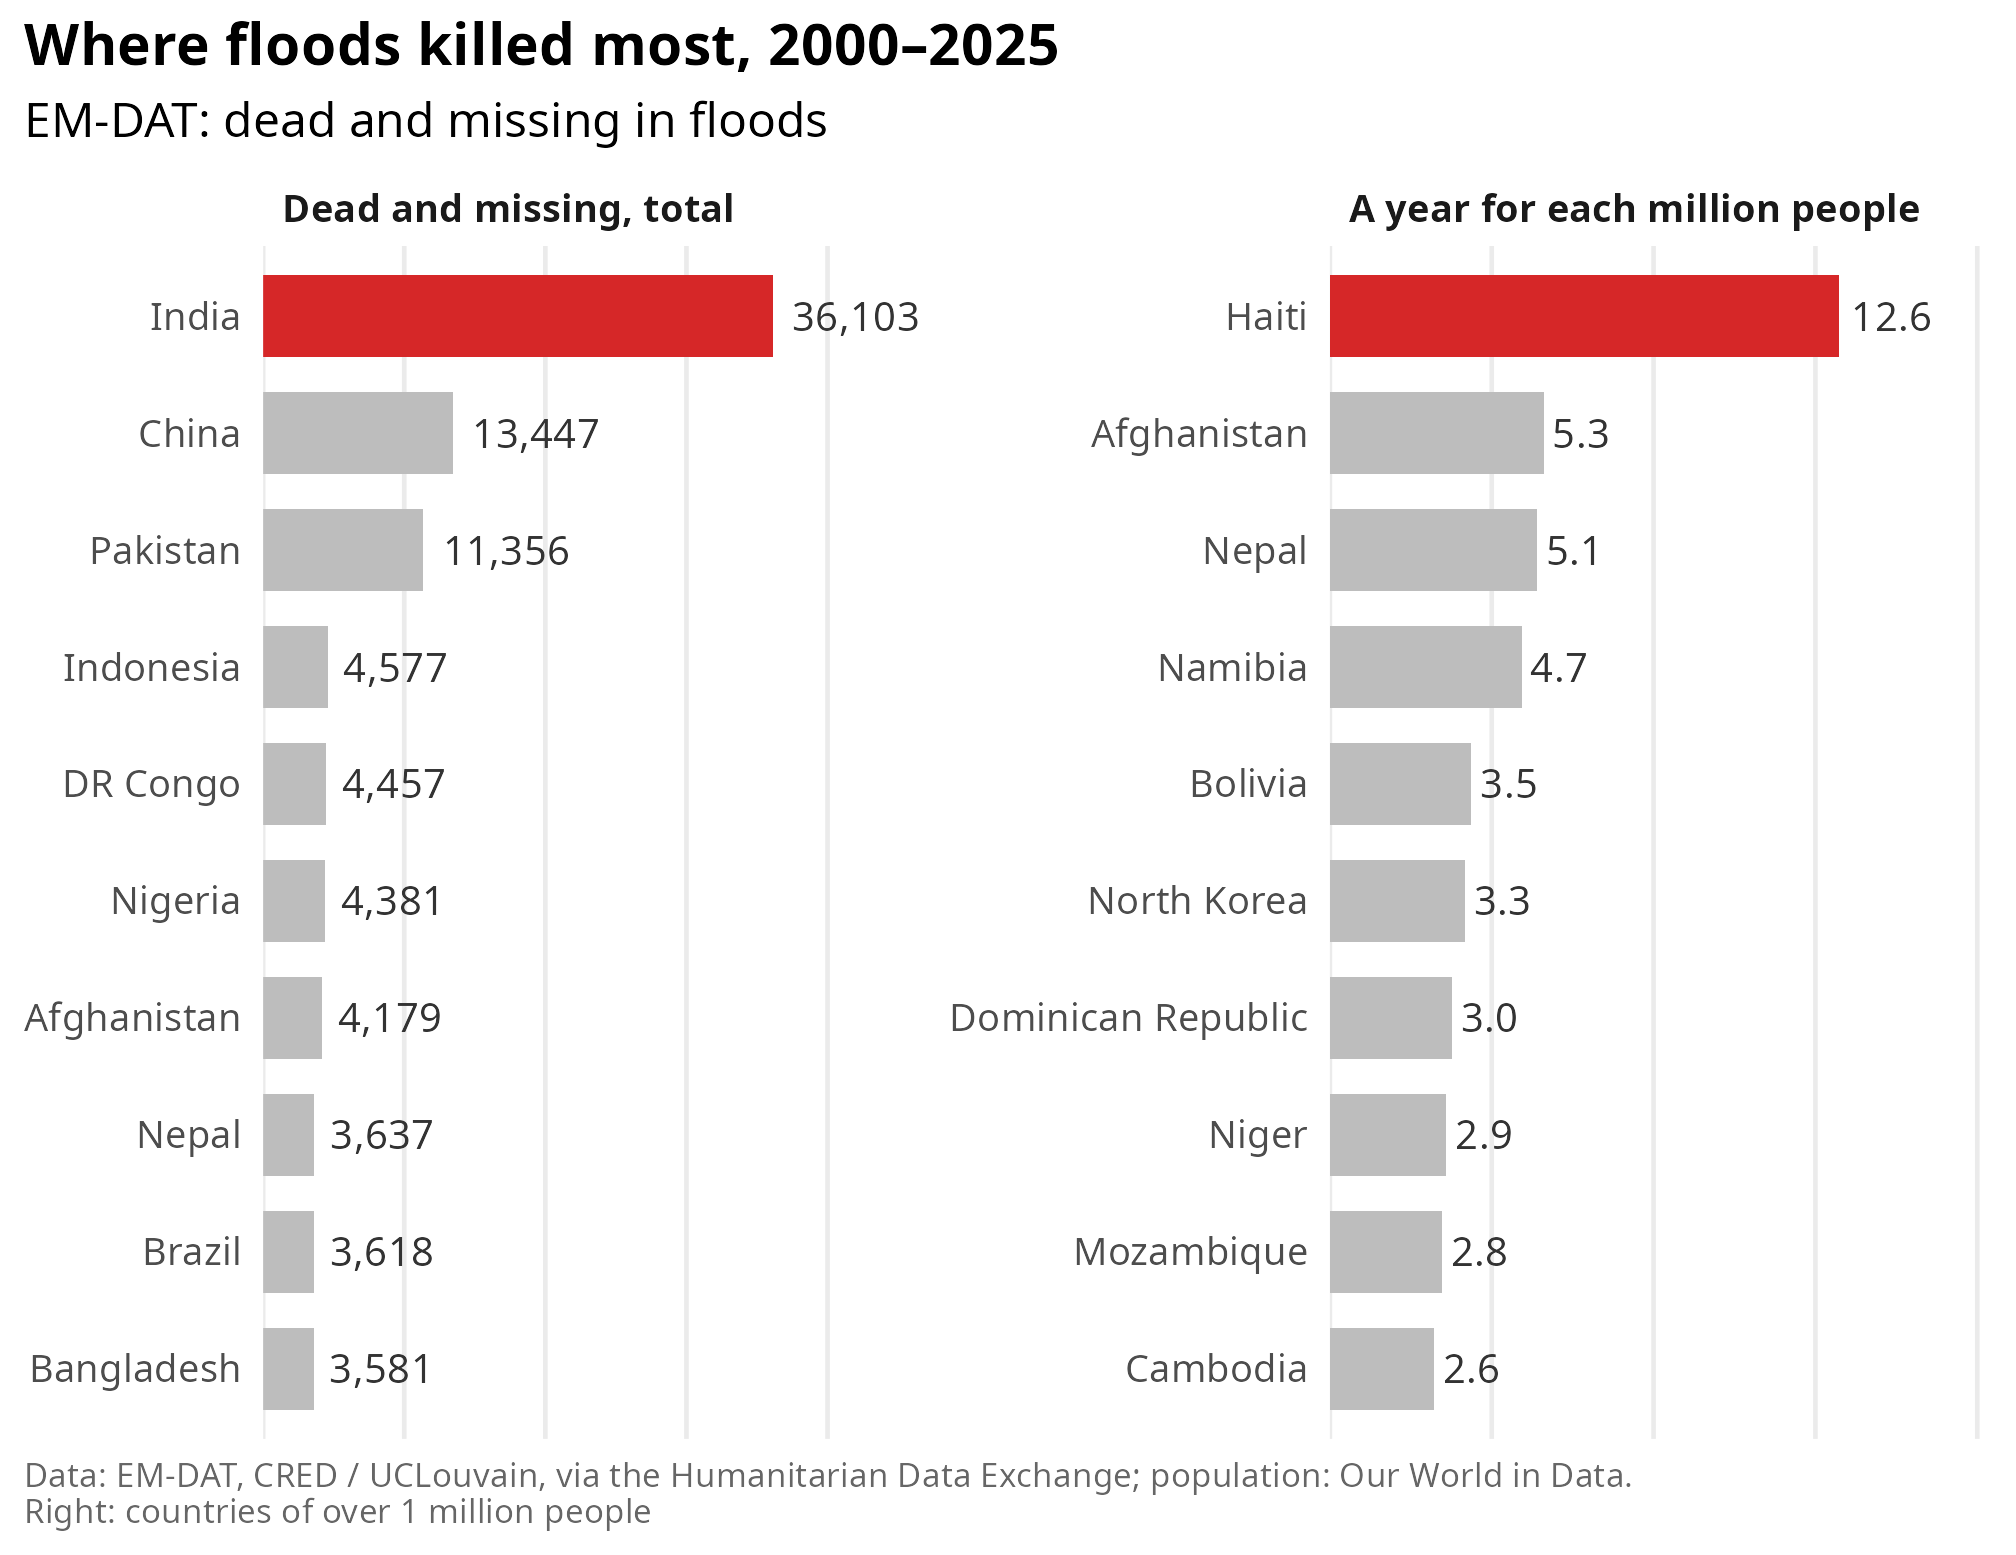 Where floods killed most, 2000–2025
EM-DAT: dead and missing in floods
Dead and missing, total
India 36,103
China 13,447
Pakistan 11,356
Indonesia 4,577
DR Congo 4,457
Nigeria 4,381
Afghanistan 4,179
Nepal 3,637
Brazil 3,618
Bangladesh 3,581
A year for each million people
Haiti 12.6
Afghanistan 5.3
Nepal 5.1
Namibia 4.7
Bolivia 3.5
North Korea 3.3
Dominican Republic 3.0
Niger 2.9
Mozambique 2.8
Cambodia 2.6
Data: EM-DAT, CRED / UCLouvain, via the Humanitarian Data Exchange; population: Our World in Data.
Right: countries of over 1 million people